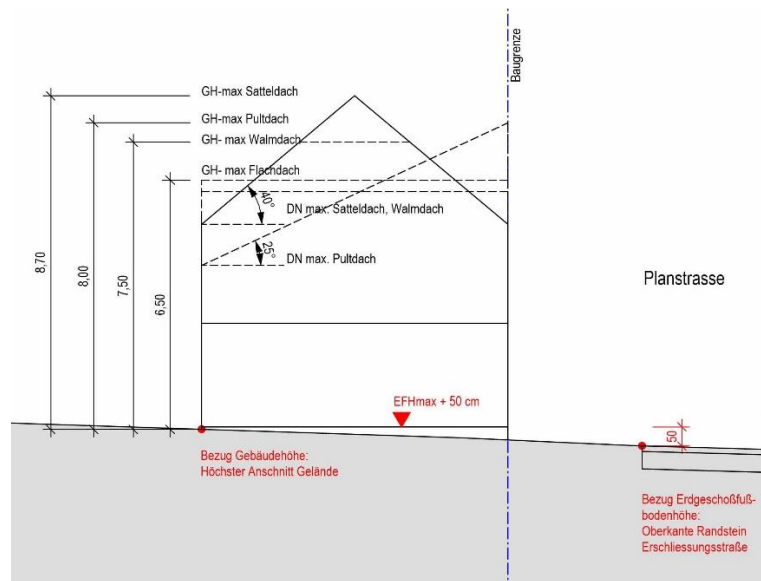 Baugrenze
GH-max Satteldach
GH-max Pultdach
GH- max Walmdach
GH- max Flachdach
40°
DN max. Satteldach, Walmdach
25°
DN max. Pultdach
8,70
8,00
7,50
6,50
Planstrasse
EFHmax + 50 cm
50
Bezug Gebäudehöhe:
Höchster Anschnitt Gelände
Bezug Erdgeschoßfuß-
bodenhöhe:
Oberkante Randstein
Erschliessungsstraße